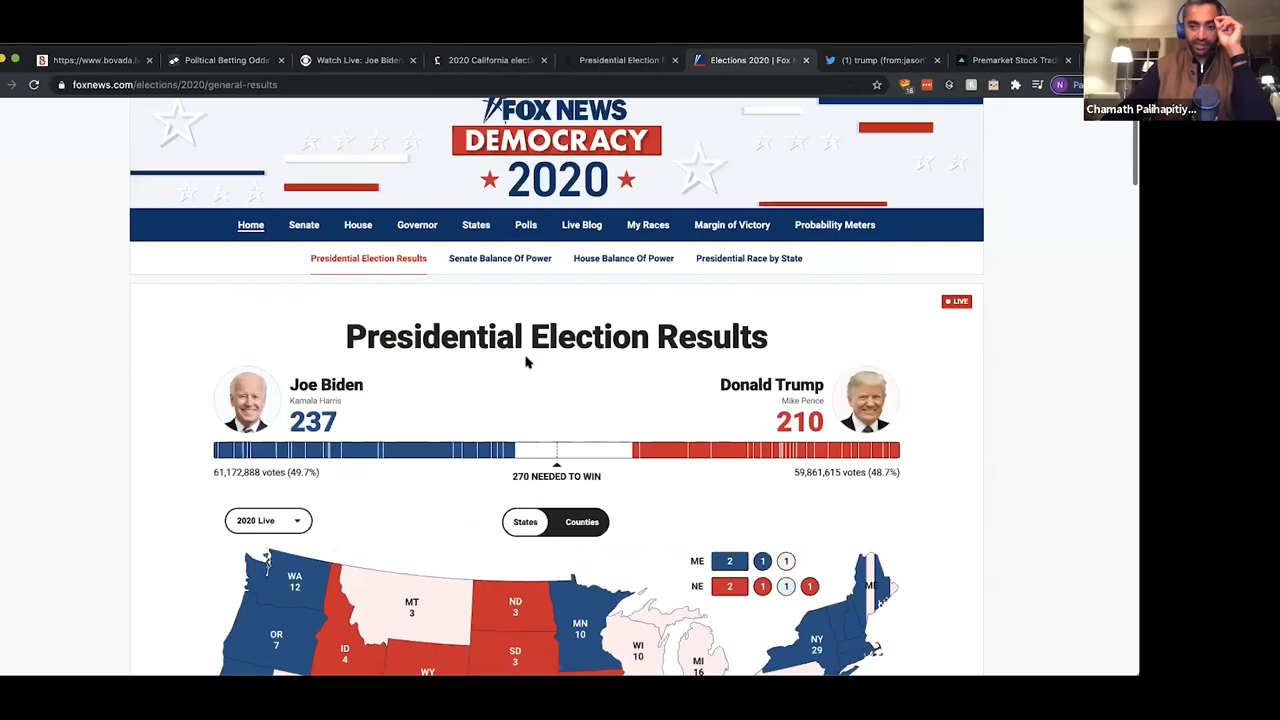 https://www.bovada.l
Political Betting Odds
Watch Live: Joe Biden
2020 California electi
Presidential Election F
Elections 2020 | Fox
(1) trump (from:jason
Premarket Stock Trad
foxnews.com/elections/2020/general-results
18
N
Pa
Chamath Palihapitiy...
FOX NEWS
DEMOCRACY
2020
Home
Senate
House
Governor
States
Polls
Live Blog
My Races
Margin of Victory
Probability Meters
Presidential Election Results
Senate Balance Of Power
House Balance Of Power
Presidential Race by State
LIVE
Presidential Election Results
Joe Biden
Kamala Harris
237
Donald Trump
Mike Pence
210
61,172,888 votes (49.7%)
270 NEEDED TO WIN
59,861,615 votes (48.7%)
2020 Live
States
Counties
ME 2 1 1
NE 2 1 1 1
WA
12
MT
3
ND
3
MN
10
ME
OR
7
ID
4
SD
3
WI
10
MI
16
NY
29
WY